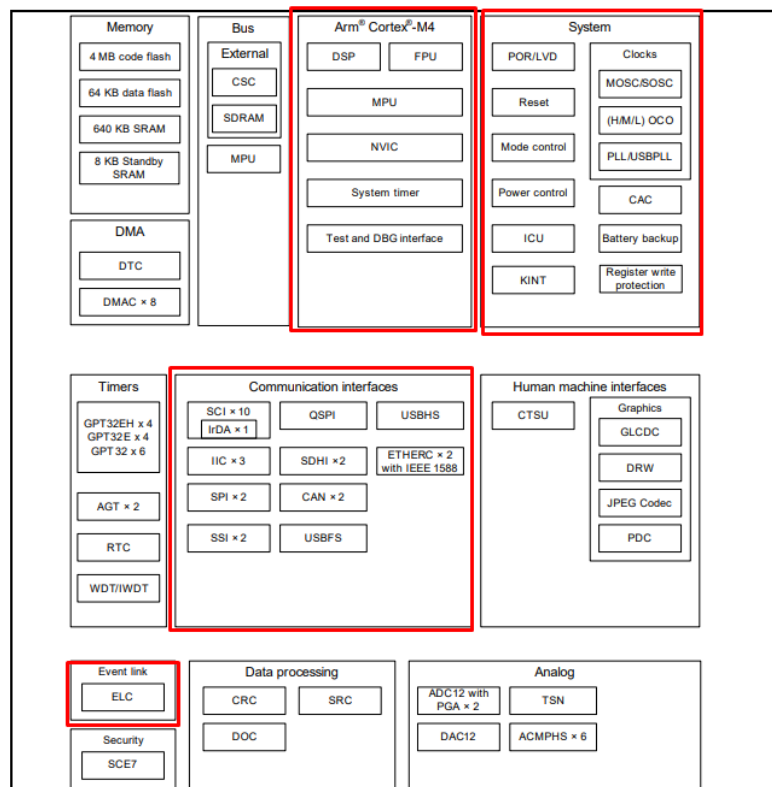 Memory
4 MB code flash
64 KB data flash
640 KB SRAM
8 KB Standby
SRAM
DMA
DTC
DMAC × 8
Bus
External
CSC
SDRAM
MPU
Arm® Cortex®-M4
DSP
FPU
MPU
NVIC
System timer
Test and DBG interface
System
POR/LVD
Reset
Mode control
Power control
ICU
KINT
Clocks
MOSC/SOSC
(H/M/L) OCO
PLL/USBPLL
CAC
Battery backup
Register write
protection
Timers
GPT32EH x 4
GPT32E x 4
GPT32 x 6
AGT × 2
RTC
WDT/IWDT
Communication interfaces
SCI × 10
IrDA × 1
IIC × 3
SPI × 2
SSI × 2
QSPI
SDHI × 2
CAN × 2
USBFS
USBHS
ETHERC × 2
with IEEE 1588
Human machine interfaces
CTSU
Graphics
GLCDC
DRW
JPEG Codec
PDC
Event link
ELC
Security
SCE7
Data processing
CRC
SRC
DOC
Analog
ADC12 with
PGA × 2
TSN
DAC12
ACMPHS × 6